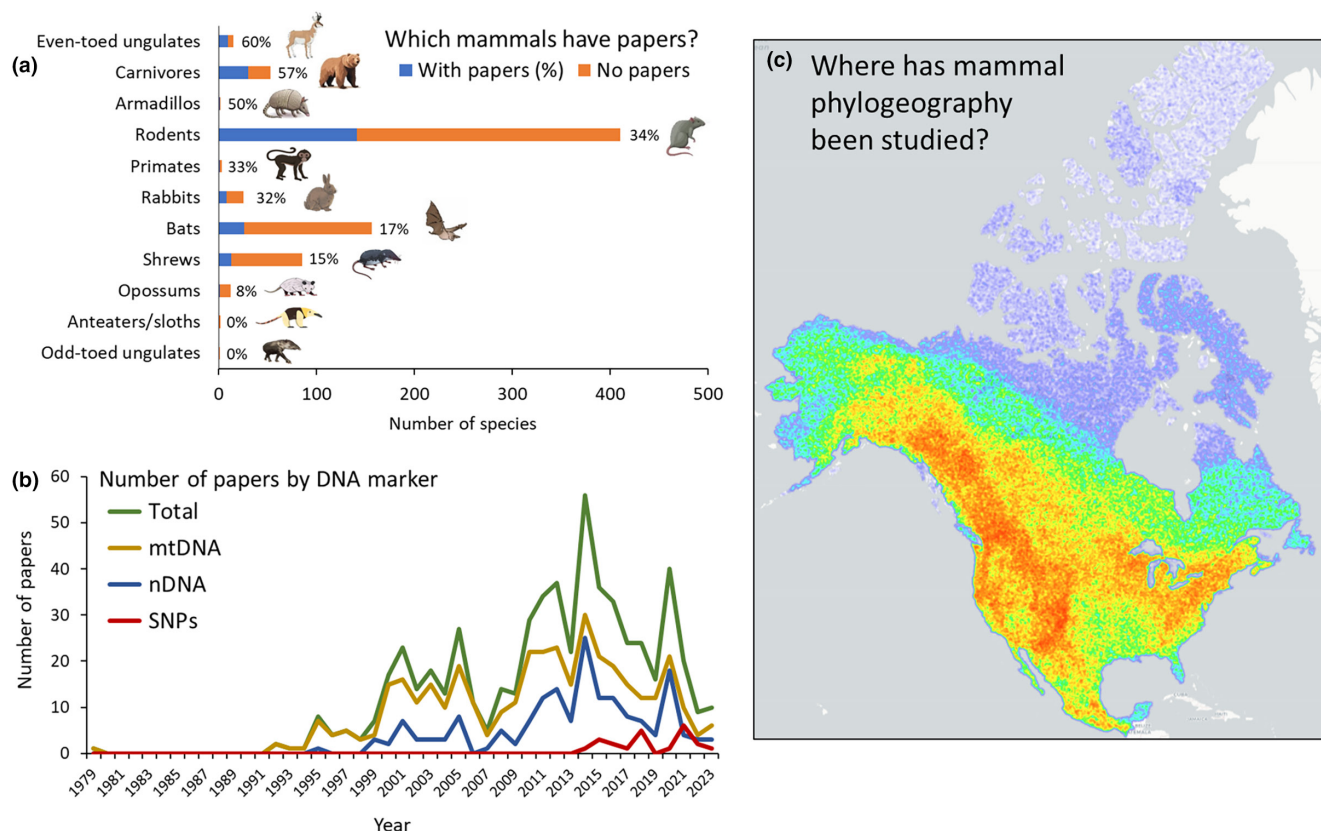 (a)
Which mammals have papers?
With papers (%)
No papers
Even-toed ungulates
60%
Carnivores
57%
Armadillos
50%
Rodents
34%
Primates
33%
Rabbits
32%
Bats
17%
Shrews
15%
Opossums
8%
Anteaters/sloths
0%
Odd-toed ungulates
0%
0 100 200 300 400 500
Number of species
(b)
Number of papers by DNA marker
Total
mtDNA
nDNA
SNPs
60
50
40
30
20
10
0
Number of papers
1979 1981 1983 1985 1987 1989 1991 1993 1995 1997 1999 2001 2003 2005 2007 2009 2011 2013 2015 2017 2019 2021 2023
Year
(c)
Where has mammal
phylogeography
been studied?